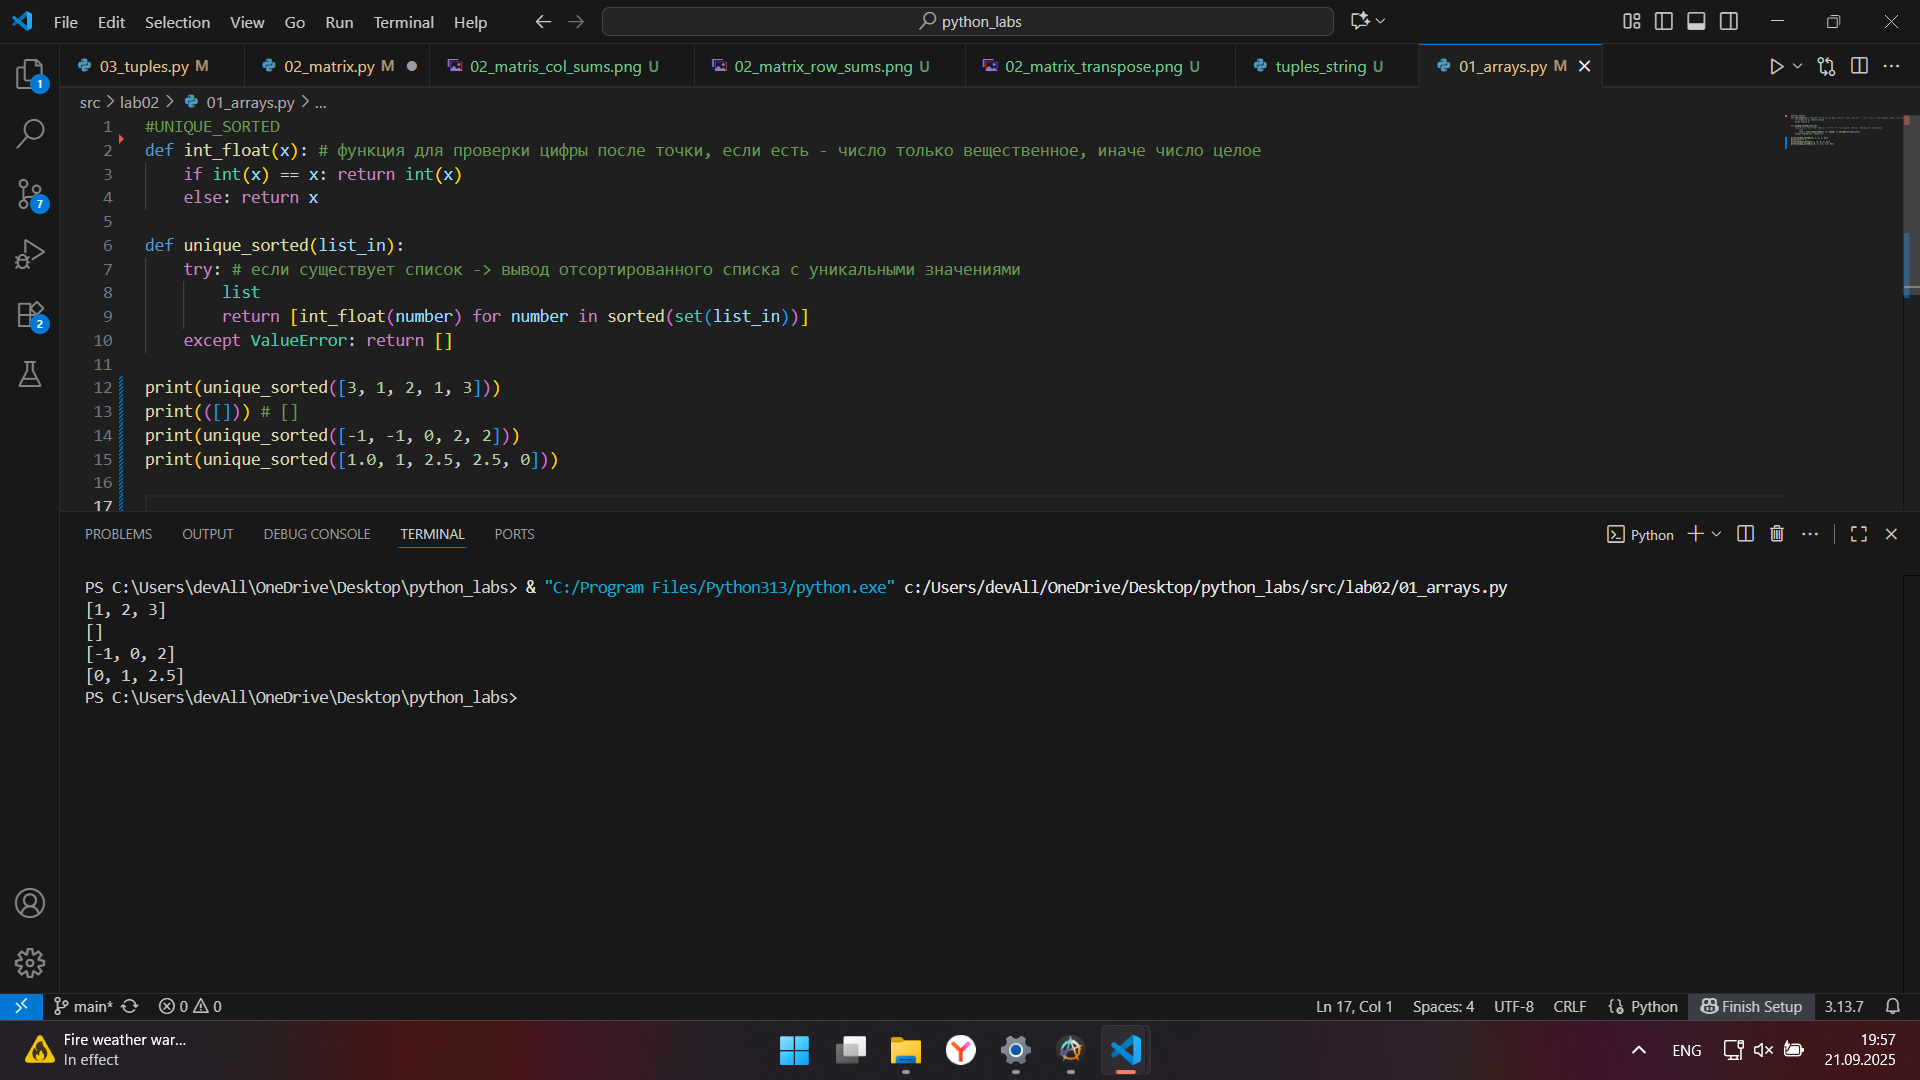 File Edit Selection View Go Run Terminal Help
python_labs
03_tuples.py M
02_matrix.py M
02_matris_col_sums.png U
02_matrix_row_sums.png U
02_matrix_transpose.png U
tuples_string U
01_arrays.py M
src > lab02 > 01_arrays.py > ...
1 #UNIQUE_SORTED
2 def int_float(x): # функция для проверки цифры после точки, если есть - число только вещественное, иначе число целое
3 if int(x) == x: return int(x)
4 else: return x
5
6 def unique_sorted(list_in):
7 try: # если существует список -> вывод отсортированного списка с уникальными значениями
8 list
9 return [int_float(number) for number in sorted(set(list_in))]
10 except ValueError: return []
11
12 print(unique_sorted([3, 1, 2, 1, 3]))
13 print(([])) # []
14 print(unique_sorted([-1, -1, 0, 2, 2]))
15 print(unique_sorted([1.0, 1, 2.5, 2.5, 0]))
16
17
1
7
2
PROBLEMS OUTPUT DEBUG CONSOLE TERMINAL PORTS
Python
PS C:\Users\devAll\OneDrive\Desktop\python_labs> & "C:/Program Files/Python313/python.exe" c:/Users/devAll/OneDrive/Desktop/python_labs/src/lab02/01_arrays.py
[1, 2, 3]
[]
[-1, 0, 2]
[0, 1, 2.5]
PS C:\Users\devAll\OneDrive\Desktop\python_labs>
main* 0 0
Ln 17, Col 1 Spaces: 4 UTF-8 CRLF Python Finish Setup 3.13.7
Fire weather war...
In effect
ENG
19:57
21.09.2025